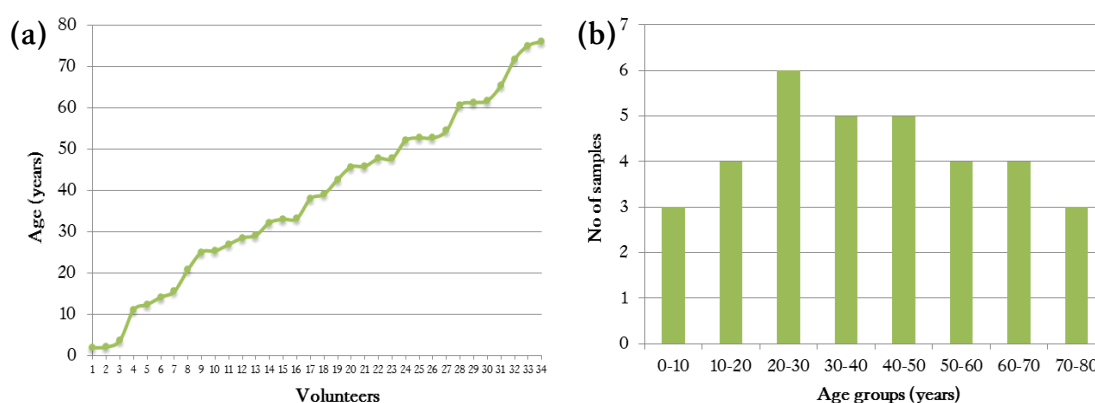 (a)
Age (years)
80
70
60
50
40
30
20
10
0
1 2 3 4 5 6 7 8 9 10 11 12 13 14 15 16 17 18 19 20 21 22 23 24 25 26 27 28 29 30 31 32 33 34
Volunteers
(b)
No of samples
7
6
5
4
3
2
1
0
0-10 10-20 20-30 30-40 40-50 50-60 60-70 70-80
Age groups (years)